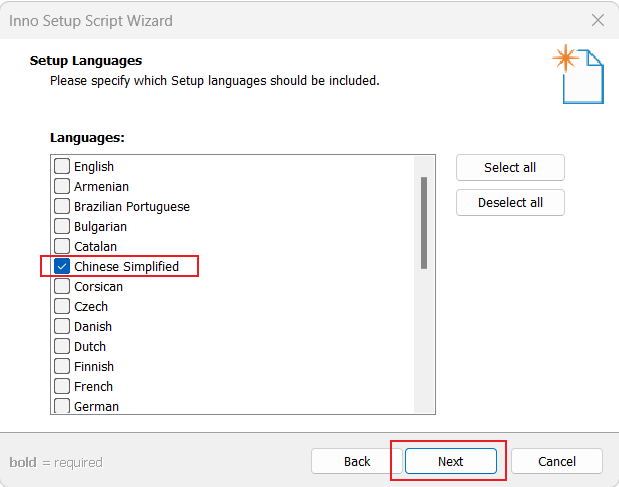 Inno Setup Script Wizard
Setup Languages
Please specify which Setup languages should be included.
Languages:
English
Armenian
Brazilian Portuguese
Bulgarian
Catalan
Chinese Simplified
Corsican
Czech
Danish
Dutch
Finnish
French
German
Select all
Deselect all
bold = required
Back
Next
Cancel